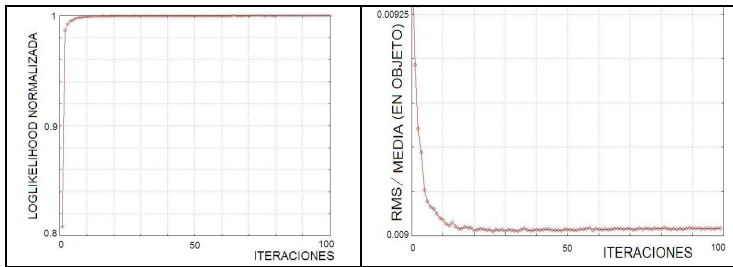 LOGLIKELIHOOD NORMALIZADA
1
0.9
0.8
0
50
100
ITERACIONES
RMS/ MEDIA (EN OBJETO)
0.00925
0.009
0
50
100
ITERACIONES